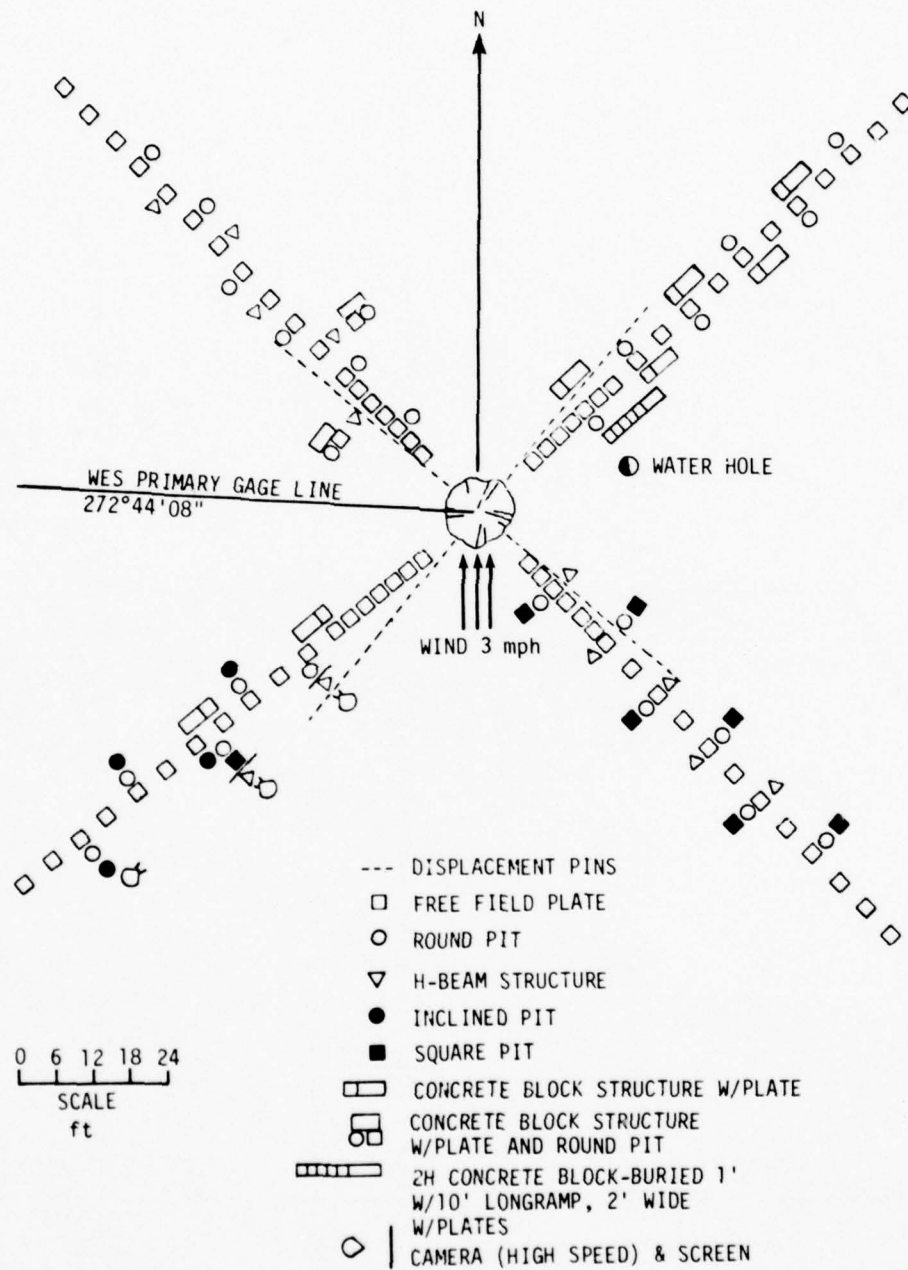 N
WES PRIMARY GAGE LINE
272°44'08"
WATER HOLE
WIND 3 mph
--- DISPLACEMENT PINS
FREE FIELD PLATE
ROUND PIT
H-BEAM STRUCTURE
INCLINED PIT
SQUARE PIT
CONCRETE BLOCK STRUCTURE W/PLATE
CONCRETE BLOCK STRUCTURE
W/PLATE AND ROUND PIT
2H CONCRETE BLOCK-BURIED 1'
W/10' LONGRAMP, 2' WIDE
W/PLATES
CAMERA (HIGH SPEED) & SCREEN
0 6 12 18 24
SCALE
ft